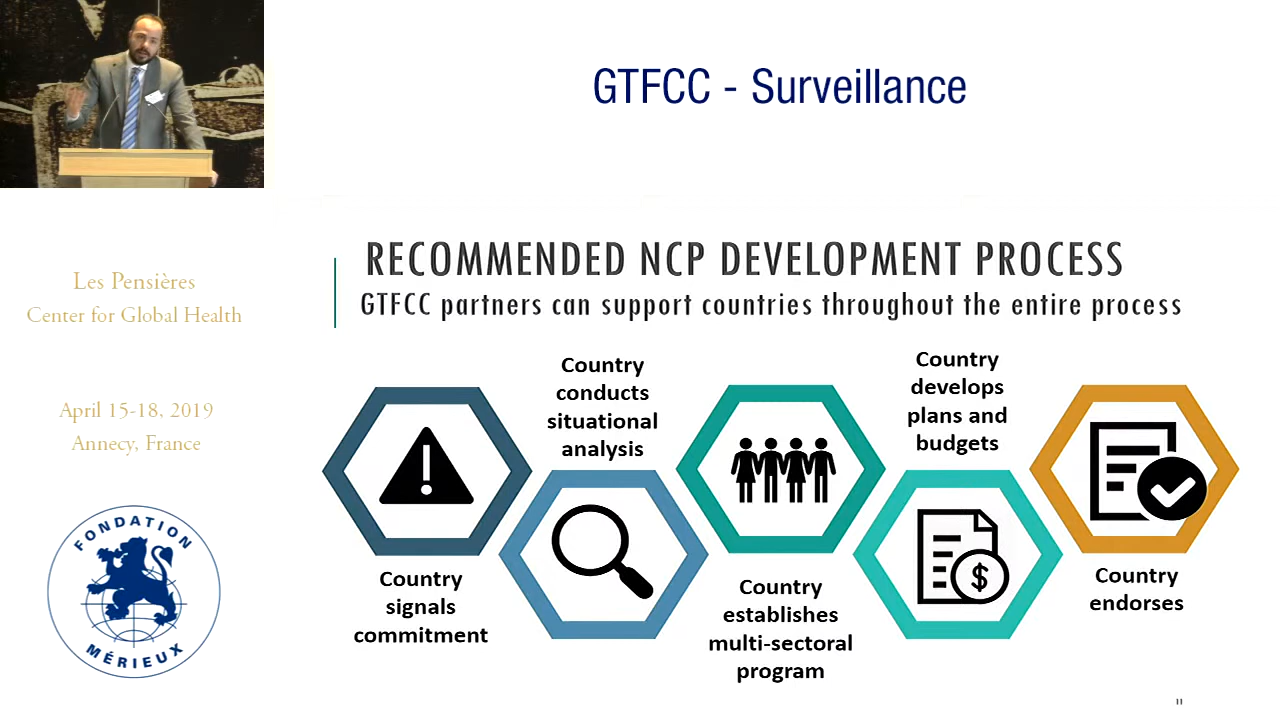 GTFCC - Surveillance
Les Pensières
Center for Global Health
April 15-18, 2019
Annecy, France
FONDATION
MÉRIEUX
RECOMMENDED NCP DEVELOPMENT PROCESS
GTFCC partners can support countries throughout the entire process
Country
signals
commitment
Country
conducts
situational
analysis
Country
establishes
multi-sectoral
program
Country
develops
plans and
budgets
$
Country
endorses
11